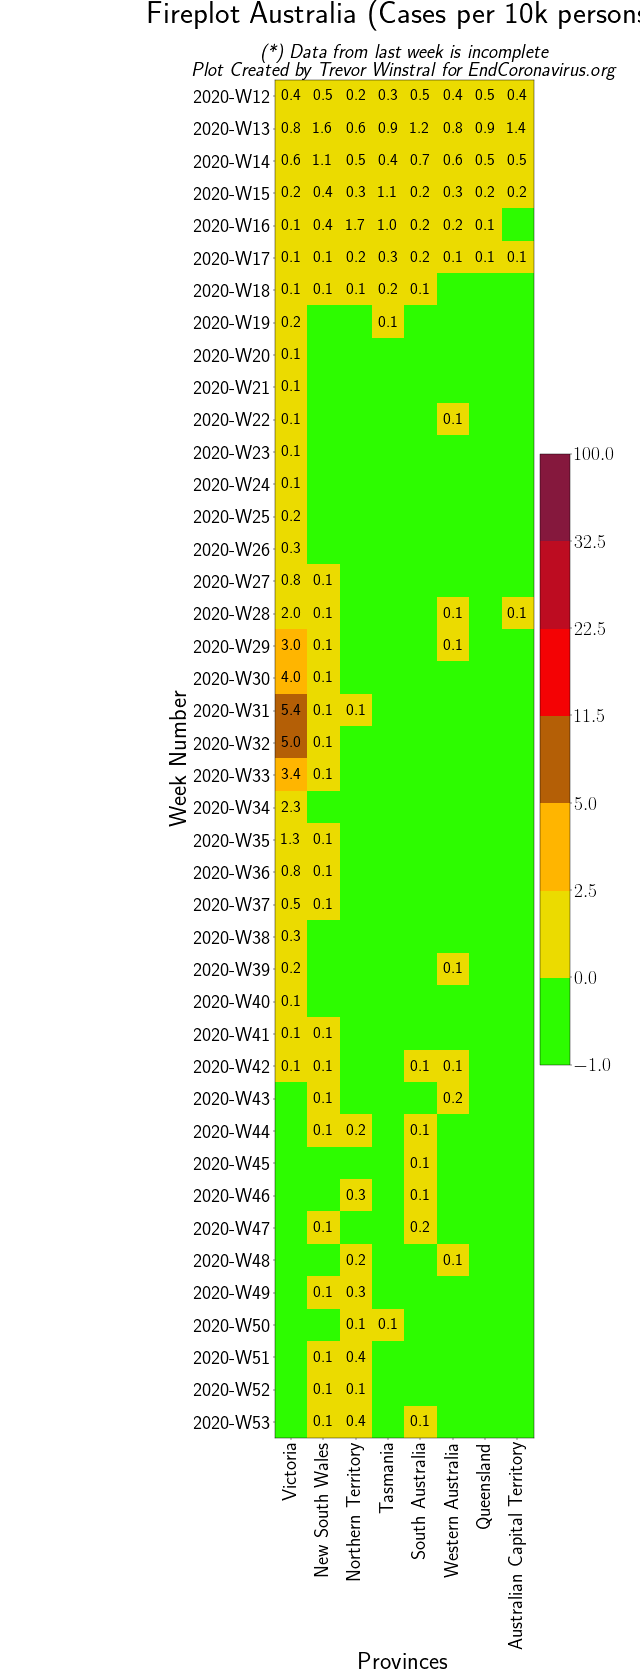 Fireplot Australia (Cases per 10k persons
(*) Data from last week is incomplete
Plot Created by Trevor Winstral for EndCoronavirus.org
2020-W12 0.4 0.5 0.2 0.3 0.5 0.4 0.5 0.4
2020-W13 0.8 1.6 0.6 0.9 1.2 0.8 0.9 1.4
2020-W14 0.6 1.1 0.5 0.4 0.7 0.6 0.5 0.5
2020-W15 0.2 0.4 0.3 1.1 0.2 0.3 0.2 0.2
2020-W16 0.1 0.4 1.7 1.0 0.2 0.2 0.1
2020-W17 0.1 0.1 0.2 0.3 0.2 0.1 0.1 0.1
2020-W18 0.1 0.1 0.1 0.2 0.1
2020-W19 0.2 0.1
2020-W20 0.1
2020-W21 0.1
2020-W22 0.1 0.1
2020-W23 0.1
2020-W24 0.1
2020-W25 0.2
2020-W26 0.3
2020-W27 0.8 0.1
2020-W28 2.0 0.1 0.1 0.1
2020-W29 3.0 0.1 0.1
2020-W30 4.0 0.1
2020-W31 5.4 0.1 0.1
2020-W32 5.0 0.1
2020-W33 3.4 0.1
2020-W34 2.3
2020-W35 1.3 0.1
2020-W36 0.8 0.1
2020-W37 0.5 0.1
2020-W38 0.3
2020-W39 0.2 0.1
2020-W40 0.1
2020-W41 0.1 0.1
2020-W42 0.1 0.1 0.1 0.1
2020-W43 0.1 0.2
2020-W44 0.1 0.2 0.1
2020-W45 0.1
2020-W46 0.3 0.1
2020-W47 0.1 0.2
2020-W48 0.2 0.1
2020-W49 0.1 0.3
2020-W50 0.1 0.1
2020-W51 0.1 0.4
2020-W52 0.1 0.1
2020-W53 0.1 0.4 0.1
Week Number
Victoria
New South Wales
Northern Territory
Tasmania
South Australia
Western Australia
Queensland
Australian Capital Territory
Provinces
100.0
32.5
22.5
11.5
5.0
2.5
0.0
−1.0